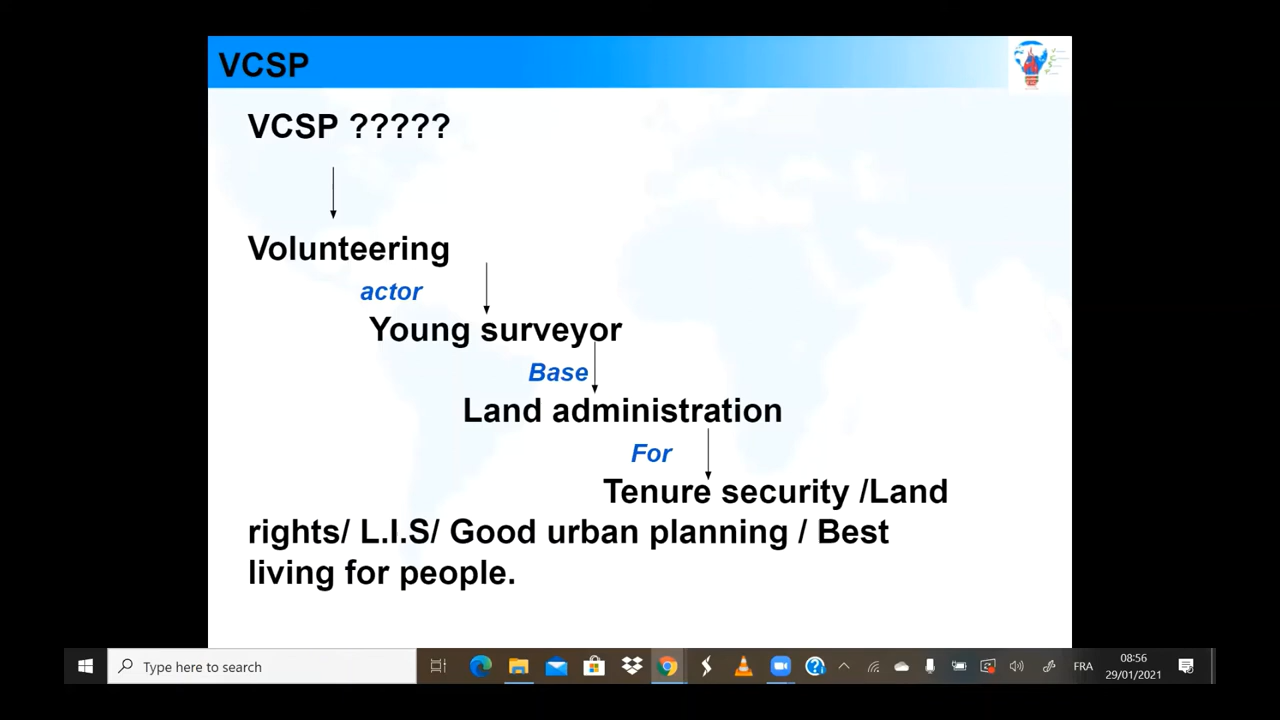 VCSP
VCSP ?????
Volunteering
actor
Young surveyor
Base
Land administration
For
Tenure security /Land
rights/ L.I.S/ Good urban planning / Best
living for people.
Type here to search
FRA
08:56
29/01/2021